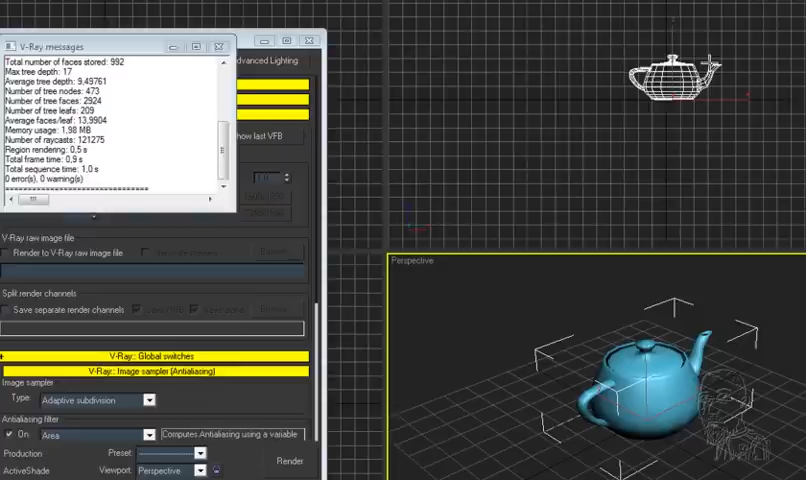 V-Ray messages
Total number of faces stored: 992
Max tree depth: 17
Average tree depth: 9,49761
Number of tree nodes: 473
Number of tree faces: 2924
Number of tree leafs: 209
Average faces/leaf: 13,9904
Memory usage: 1,98 MB
Number of raycasts: 121275
Region rendering: 0,5 s
Total frame time: 0,9 s
Total sequence time: 1,0 s
0 error(s), 0 warning(s)
===============================
dvanced Lighting
how last VFB
V-Ray raw image file
Render to V-Ray raw image file
Split render channels
Save separate render channels
V-Ray:: Global switches
V-Ray:: Image sampler (Antialiasing)
Image sampler
Type: Adaptive subdivision
Antialiasing filter
On: Area
Computes Antialiasing using a variable
Production
Preset:
Render
ActiveShade
Viewport: Perspective
Perspective